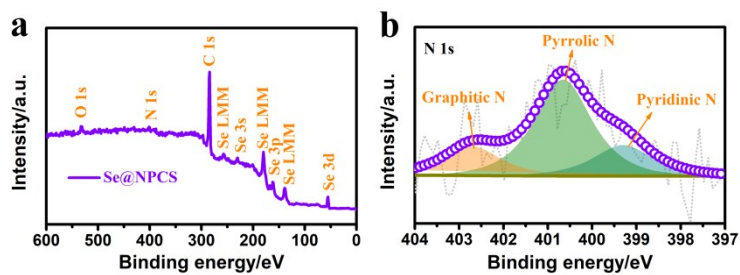 a
Intensity/a.u.
O 1s
N 1s
C 1s
Se LMM
Se 3s
Se LMM
Se 3p
Se LMM
Se 3d
Se@NPCS
600 500 400 300 200 100 0
Binding energy/eV
b
Intensity/a.u.
N 1s
Pyrrolic N
Graphitic N
Pyridinic N
404 403 402 401 400 399 398 397
Binding energy/eV